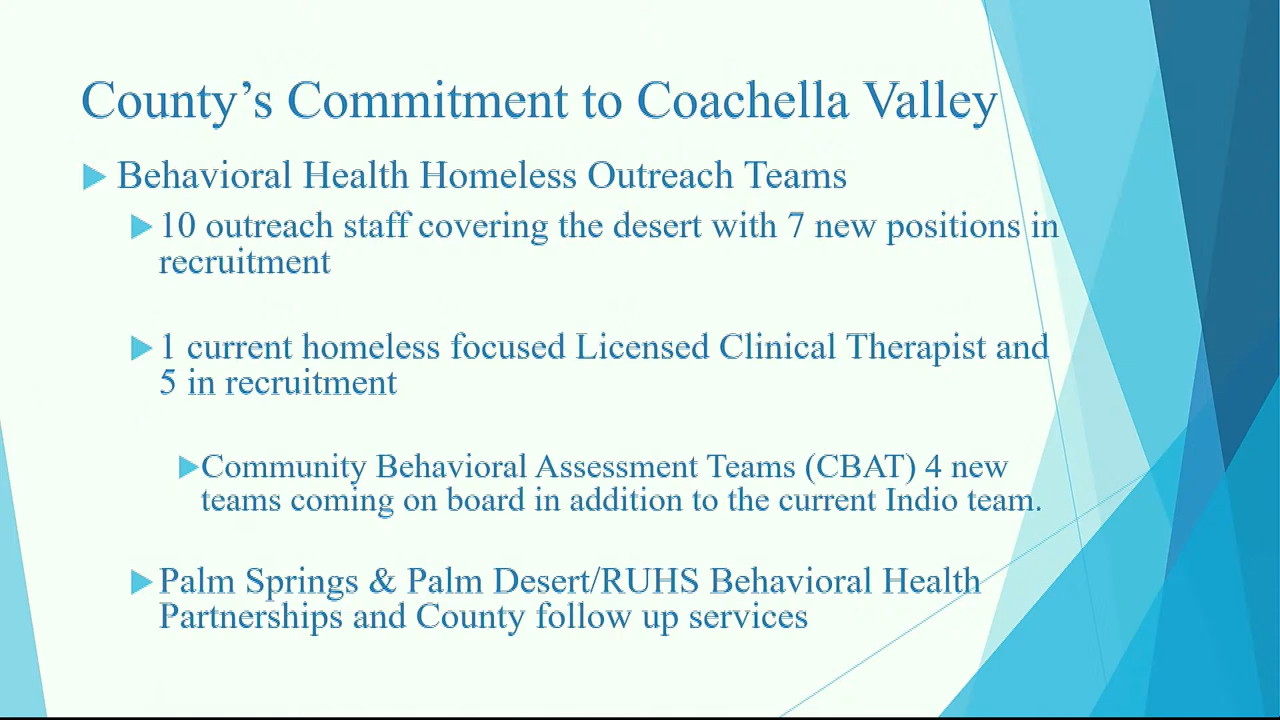 County’s Commitment to Coachella Valley
Behavioral Health Homeless Outreach Teams
10 outreach staff covering the desert with 7 new positions in
recruitment
1 current homeless focused Licensed Clinical Therapist and
5 in recruitment
Community Behavioral Assessment Teams (CBAT) 4 new
teams coming on board in addition to the current Indio team.
Palm Springs & Palm Desert/RUHS Behavioral Health
Partnerships and County follow up services